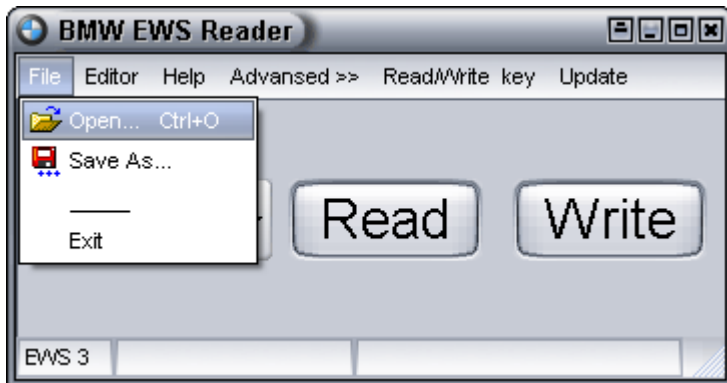 BMW EWS Reader
File Editor Help Advansed >> Read/Write key Update
Open... Ctrl+O
Save As...
Exit
Read Write
EWS 3